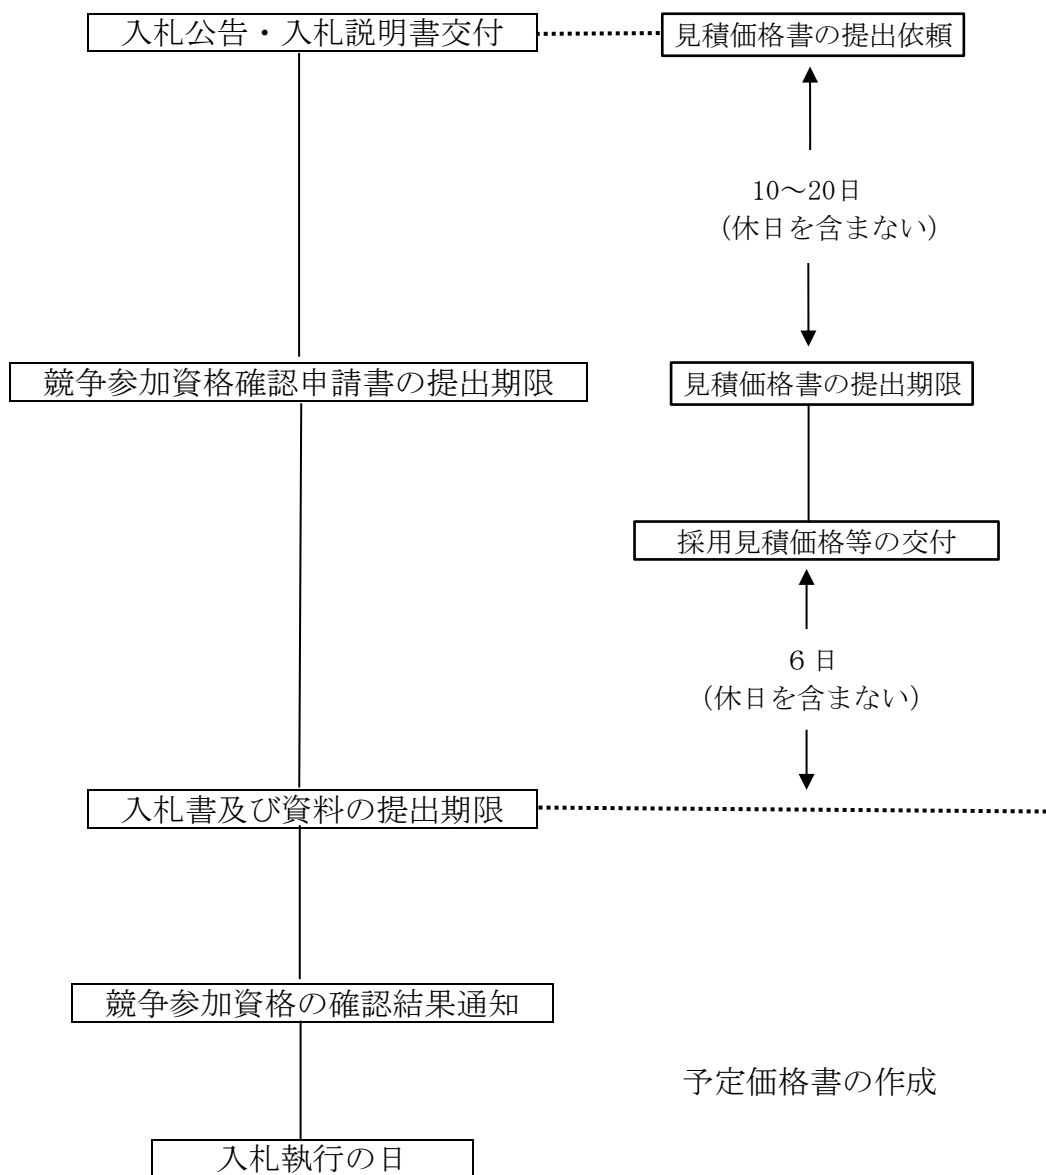 入札公告・入札説明書交付
見積価格書の提出依頼
10～20日
（休日を含まない）
競争参加資格確認申請書の提出期限
見積価格書の提出期限
採用見積価格等の交付
６日
（休日を含まない）
入札書及び資料の提出期限
競争参加資格の確認結果通知
予定価格書の作成
入札執行の日